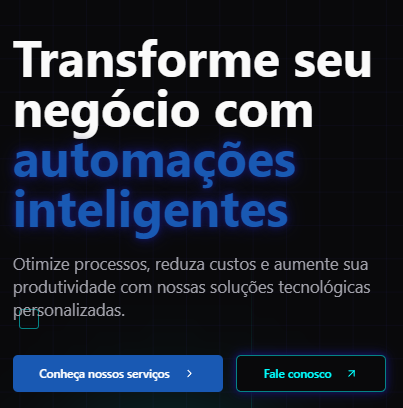 Transforme seu
negócio com
automações
inteligentes
Otimize processos, reduza custos e aumente sua
produtividade com nossas soluções tecnológicas
personalizadas.
Conheça nossos serviços
Fale conosco